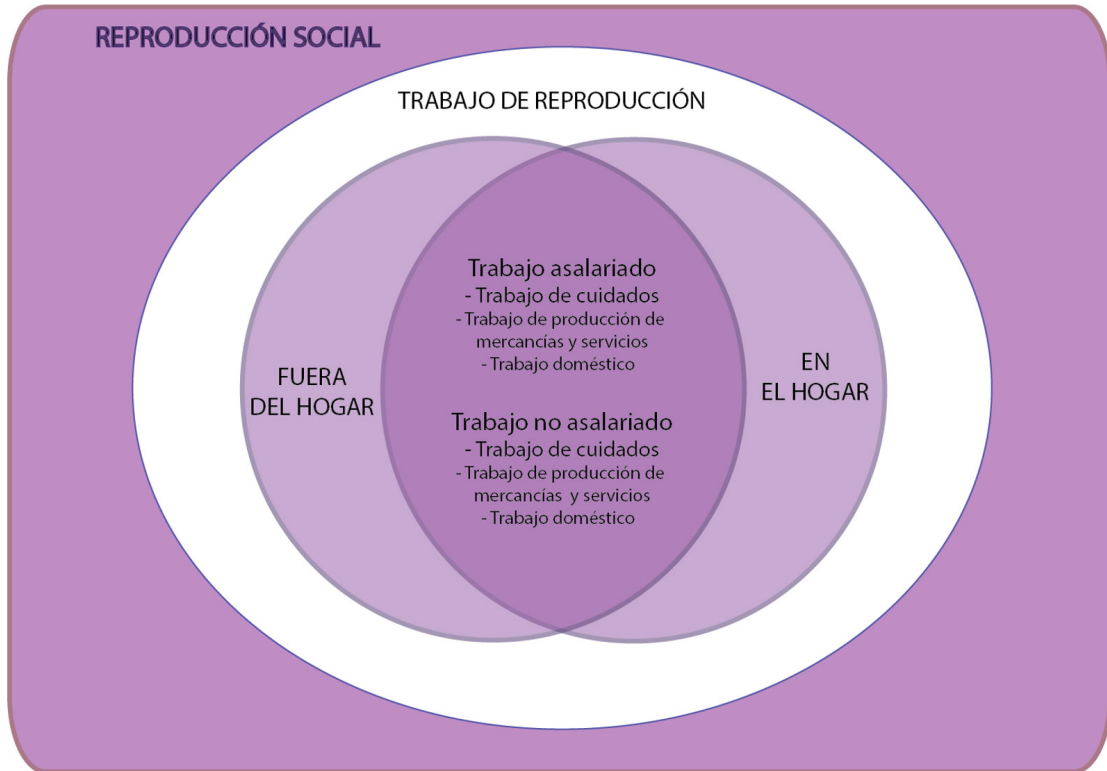 REPRODUCCIÓN SOCIAL
TRABAJO DE REPRODUCCIÓN
FUERA
DEL HOGAR
Trabajo asalariado
- Trabajo de cuidados
- Trabajo de producción de
mercancías y servicios
- Trabajo doméstico
Trabajo no asalariado
- Trabajo de cuidados
- Trabajo de producción de
mercancías y servicios
- Trabajo doméstico
EN
EL HOGAR